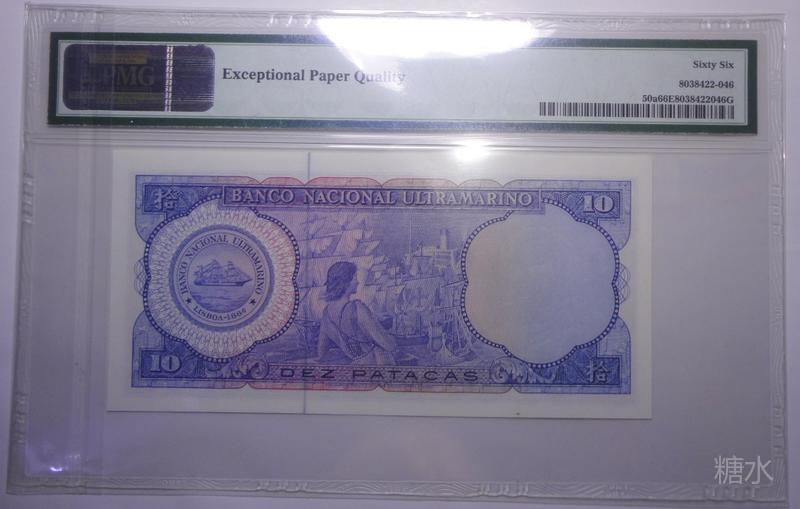 PMG
Exceptional Paper Quality
Sixty Six
8038422-046
50a66E8038422046G
拾
BANCO NACIONAL ULTRAMARINO
10
BANCO NACIONAL ULTRAMARINO
LISBOA-1864
10
DEZ PATACAS
拾
糖水